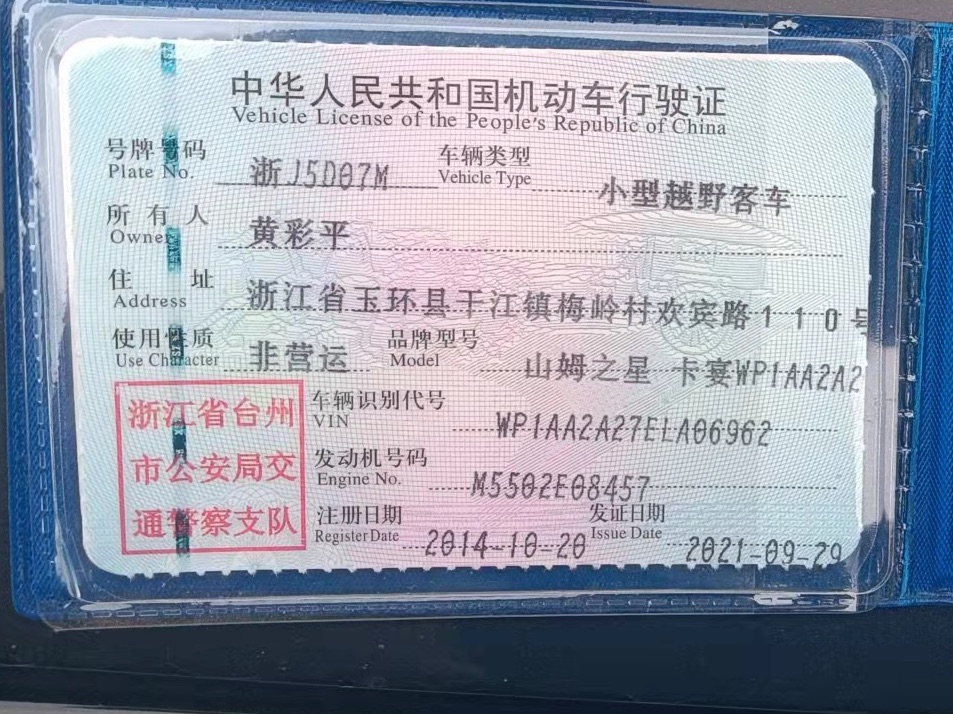 中华人民共和国机动车行驶证
Vehicle License of the People's Republic of China
号牌号码 浙J5D07M 车辆类型 小型越野客车
Plate No. Vehicle Type
所有人 黄彩平
Owner
住址 浙江省玉环县干江镇梅岭村欢宾路110号
Address
使用性质 非营运 品牌型号 山姆之星 卡宴WP1AA2A2
Use Character Model
浙江省台州
市公安局交
通警察支队
车辆识别代号 WP1AA2A27ELA06962
VIN
发动机号码 M5502E08457
Engine No.
注册日期 2014-10-20 发证日期 2021-09-29
Register Date Issue Date